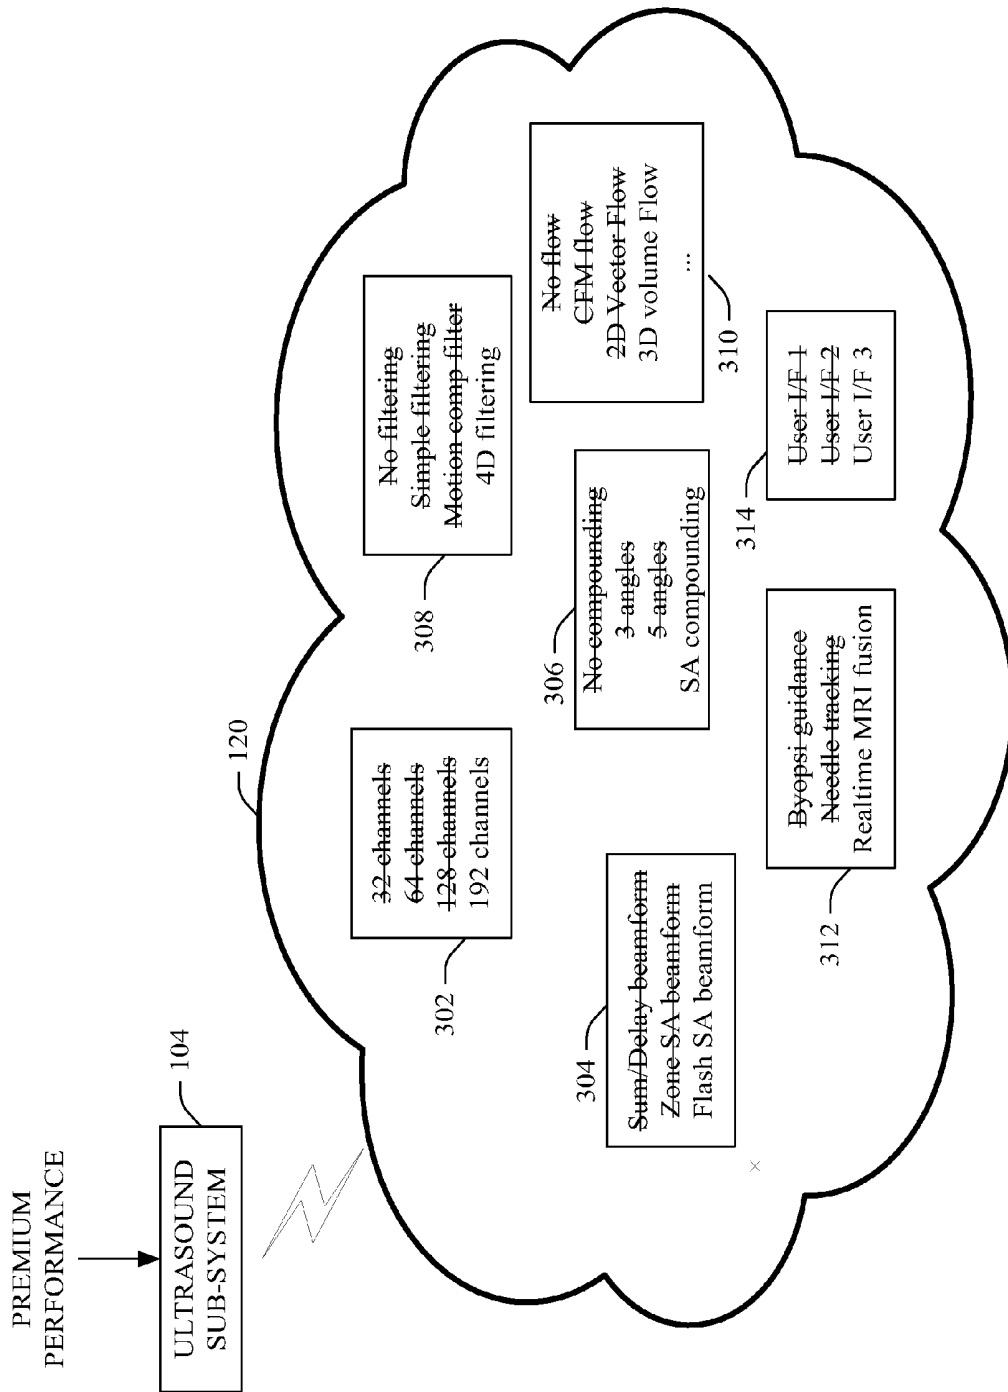 PREMIUM
PERFORMANCE
ULTRASOUND
SUB-SYSTEM
104
120
302
32 channels
64 channels
128 channels
192 channels
308
No filtering
Simple filtering
Motion comp filter
4D filtering
304
Sum/Delay beamform
Zone SA beamform
Flash SA beamform
306
No compounding
3 angles
5 angles
SA compounding
No flow
CFM flow
2D Vector Flow
3D volume Flow
...
310
312
Byopsi guidance
Needle tracking
Realtime MRI fusion
314
User I/F 1
User I/F 2
User I/F 3